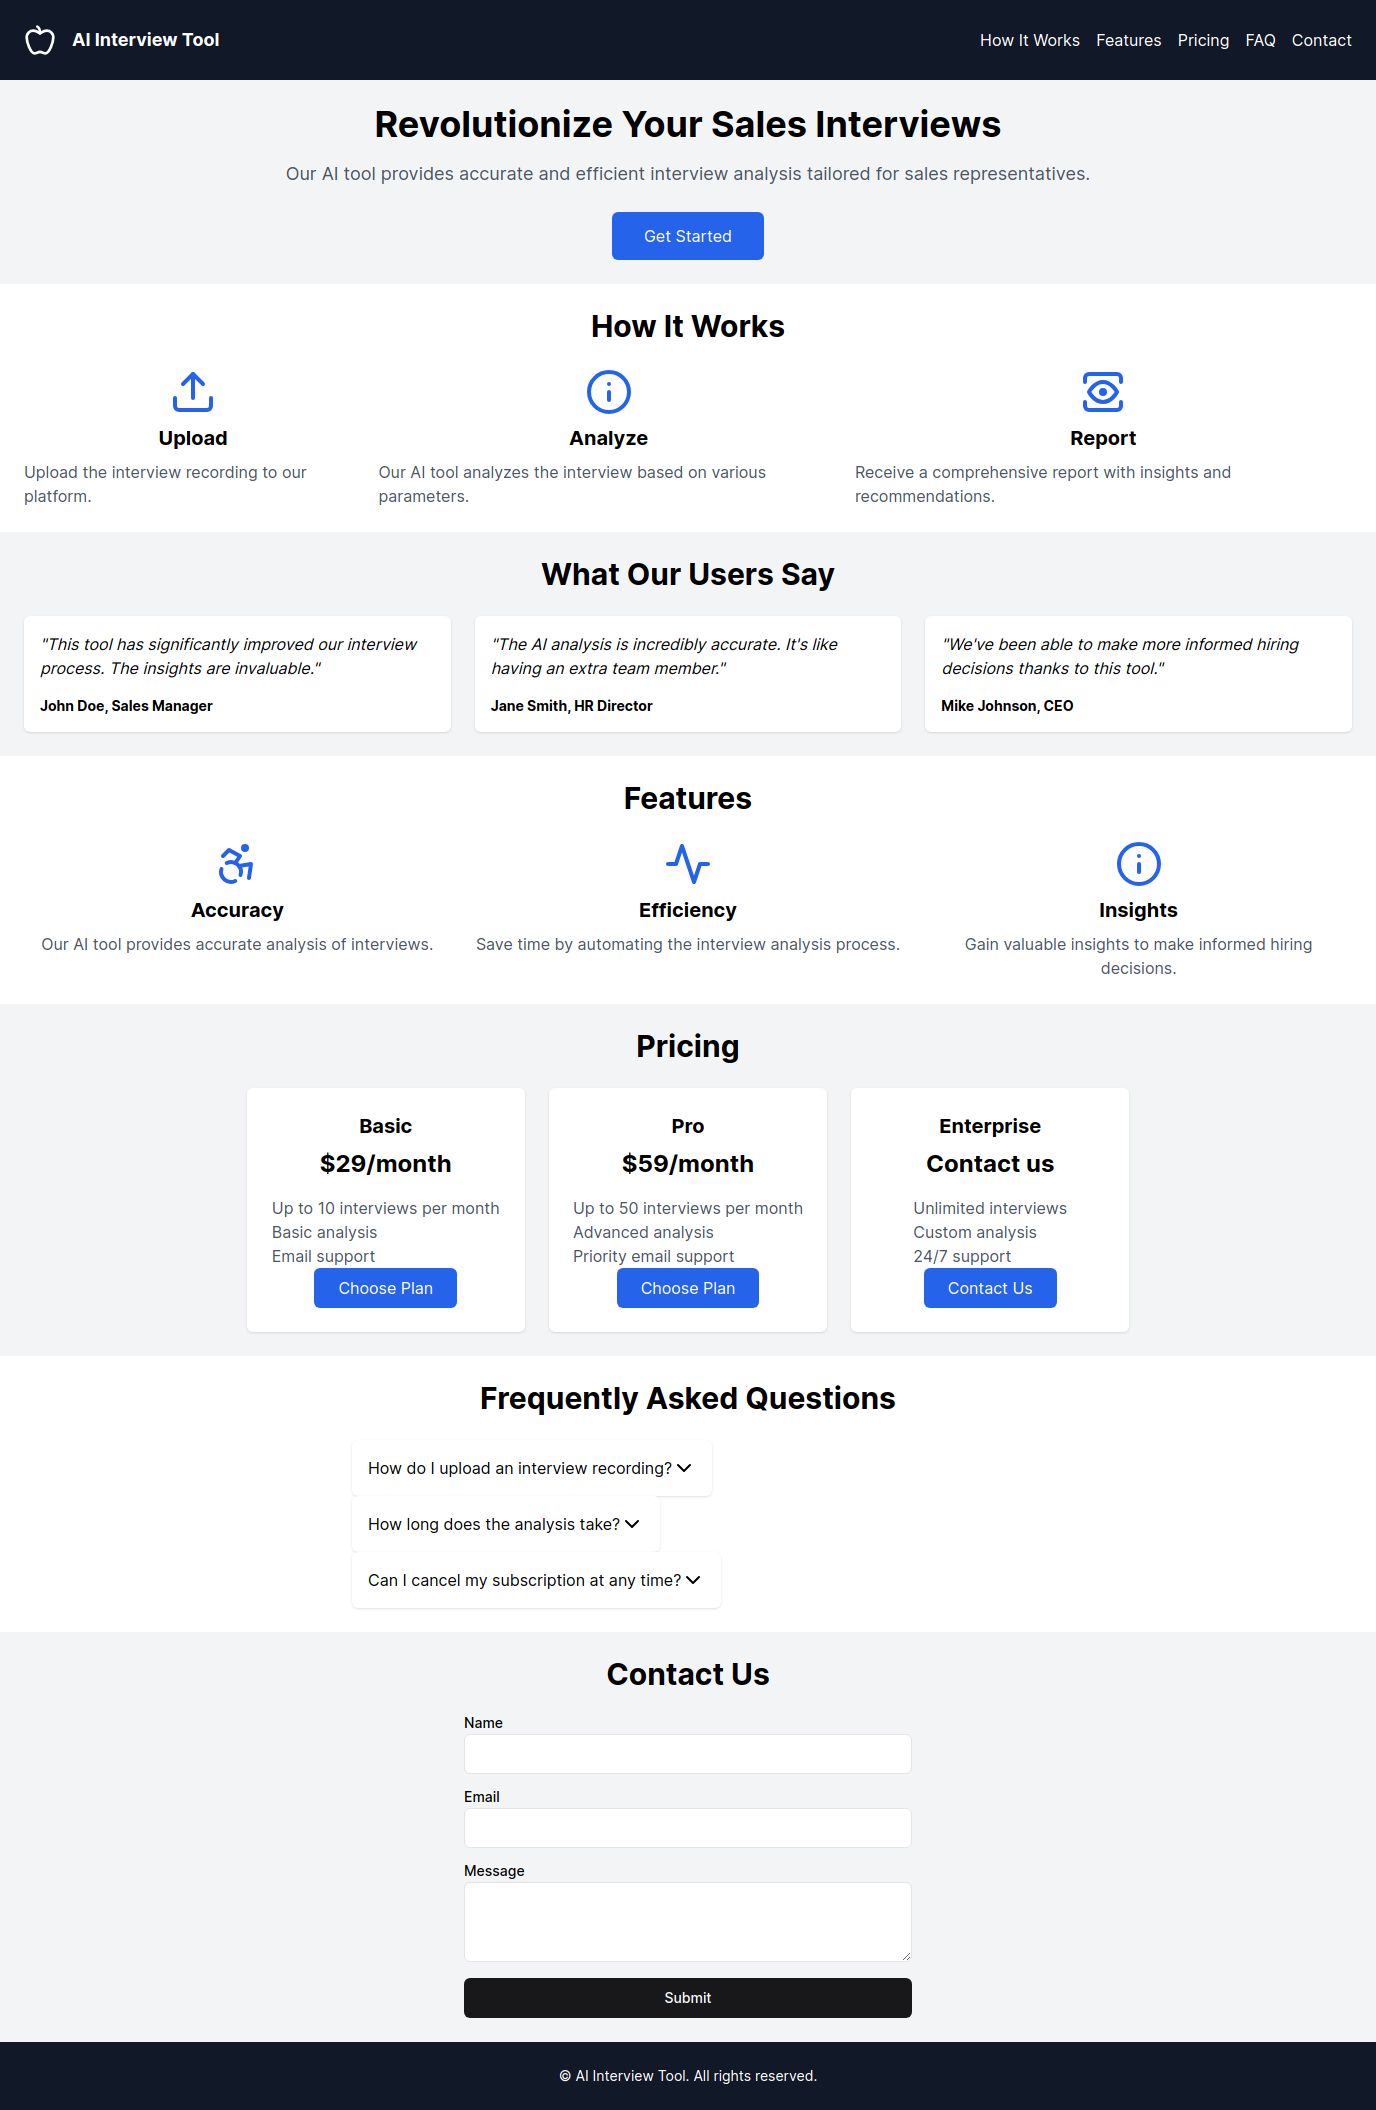 AI Interview Tool
How It Works Features Pricing FAQ Contact
Revolutionize Your Sales Interviews
Our AI tool provides accurate and efficient interview analysis tailored for sales representatives.
Get Started
How It Works
Upload
Upload the interview recording to our
platform.
Analyze
Our AI tool analyzes the interview based on various
parameters.
Report
Receive a comprehensive report with insights and
recommendations.
What Our Users Say
"This tool has significantly improved our interview
process. The insights are invaluable."
John Doe, Sales Manager
"The AI analysis is incredibly accurate. It's like
having an extra team member."
Jane Smith, HR Director
"We've been able to make more informed hiring
decisions thanks to this tool."
Mike Johnson, CEO
Features
Accuracy
Our AI tool provides accurate analysis of interviews.
Efficiency
Save time by automating the interview analysis process.
Insights
Gain valuable insights to make informed hiring
decisions.
Pricing
Basic
$29/month
Up to 10 interviews per month
Basic analysis
Email support
Choose Plan
Pro
$59/month
Up to 50 interviews per month
Advanced analysis
Priority email support
Choose Plan
Enterprise
Contact us
Unlimited interviews
Custom analysis
24/7 support
Contact Us
Frequently Asked Questions
How do I upload an interview recording?
How long does the analysis take?
Can I cancel my subscription at any time?
Contact Us
Name
Email
Message
Submit
© AI Interview Tool. All rights reserved.